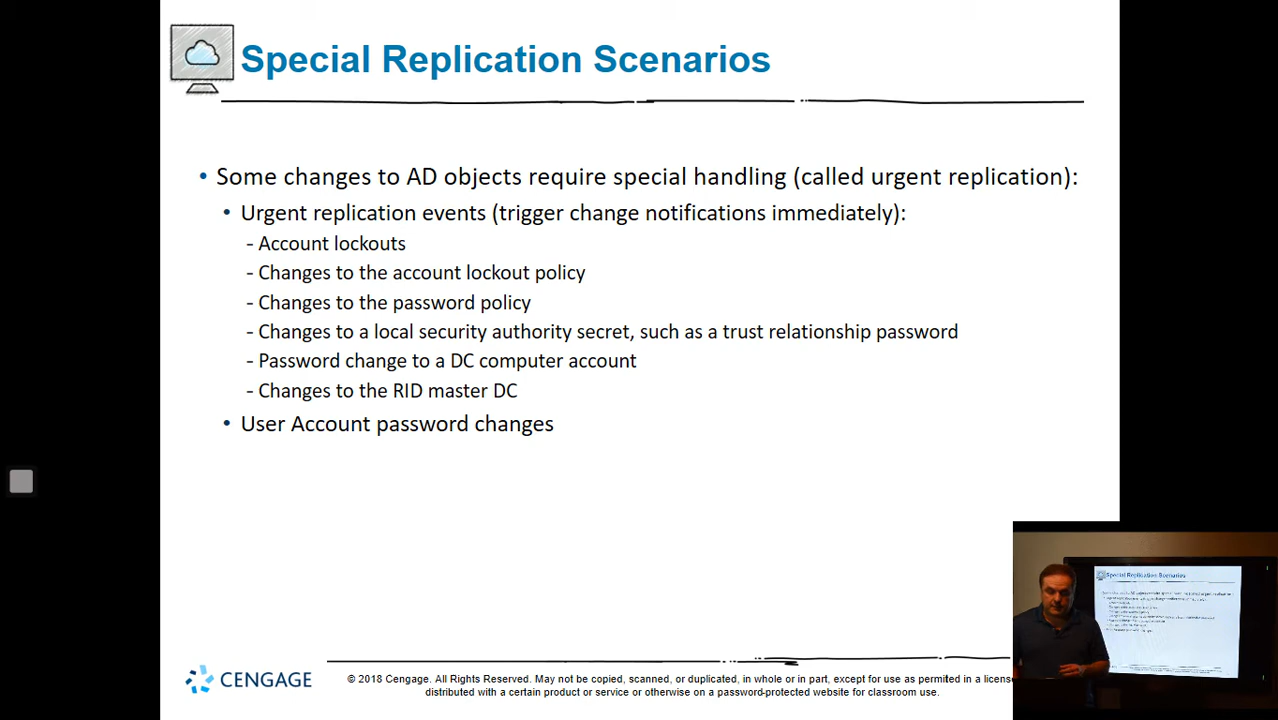 Special Replication Scenarios
• Some changes to AD objects require special handling (called urgent replication):
• Urgent replication events (trigger change notifications immediately):
- Account lockouts
- Changes to the account lockout policy
- Changes to the password policy
- Changes to a local security authority secret, such as a trust relationship password
- Password change to a DC computer account
- Changes to the RID master DC
• User Account password changes
Special Replication Scenarios
CENGAGE
© 2018 Cengage. All Rights Reserved. May not be copied, scanned, or duplicated, in whole or in part, except for use as permitted in a license
distributed with a certain product or service or otherwise on a password-protected website for classroom use.